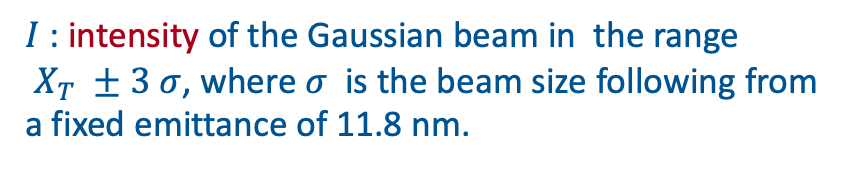 I : intensity of the Gaussian beam in the range
X_T ± 3 σ, where σ is the beam size following from
a fixed emittance of 11.8 nm.